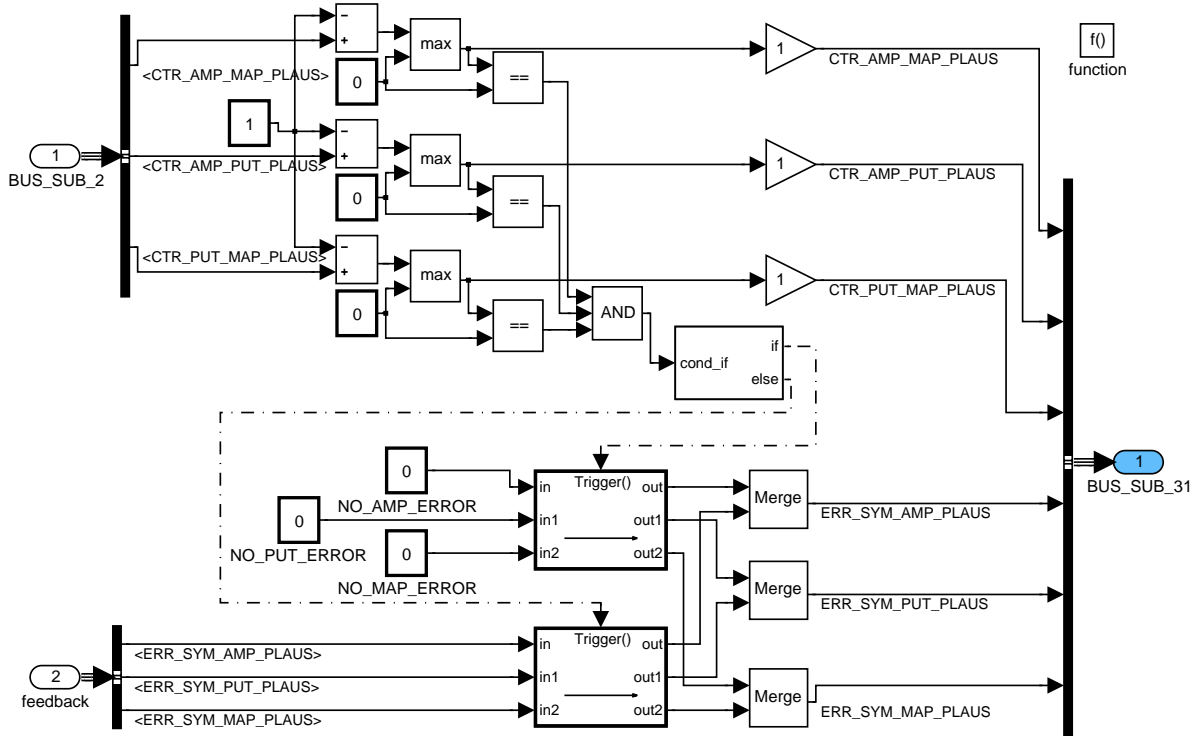 −
+
max
0
==
1
CTR_AMP_MAP_PLAUS
f()
function
<CTR_AMP_MAP_PLAUS>
1
1
BUS_SUB_2
−
+
max
0
==
1
CTR_AMP_PUT_PLAUS
<CTR_AMP_PUT_PLAUS>
−
+
max
0
==
1
CTR_PUT_MAP_PLAUS
<CTR_PUT_MAP_PLAUS>
AND
cond_if
if
else
0
NO_AMP_ERROR
0
NO_PUT_ERROR
0
NO_MAP_ERROR
Trigger()
in
in1
in2
out
out1
out2
Merge
ERR_SYM_AMP_PLAUS
Merge
ERR_SYM_PUT_PLAUS
1
BUS_SUB_31
2
feedback
<ERR_SYM_AMP_PLAUS>
<ERR_SYM_PUT_PLAUS>
<ERR_SYM_MAP_PLAUS>
Trigger()
in
in1
in2
out
out1
out2
Merge
ERR_SYM_MAP_PLAUS